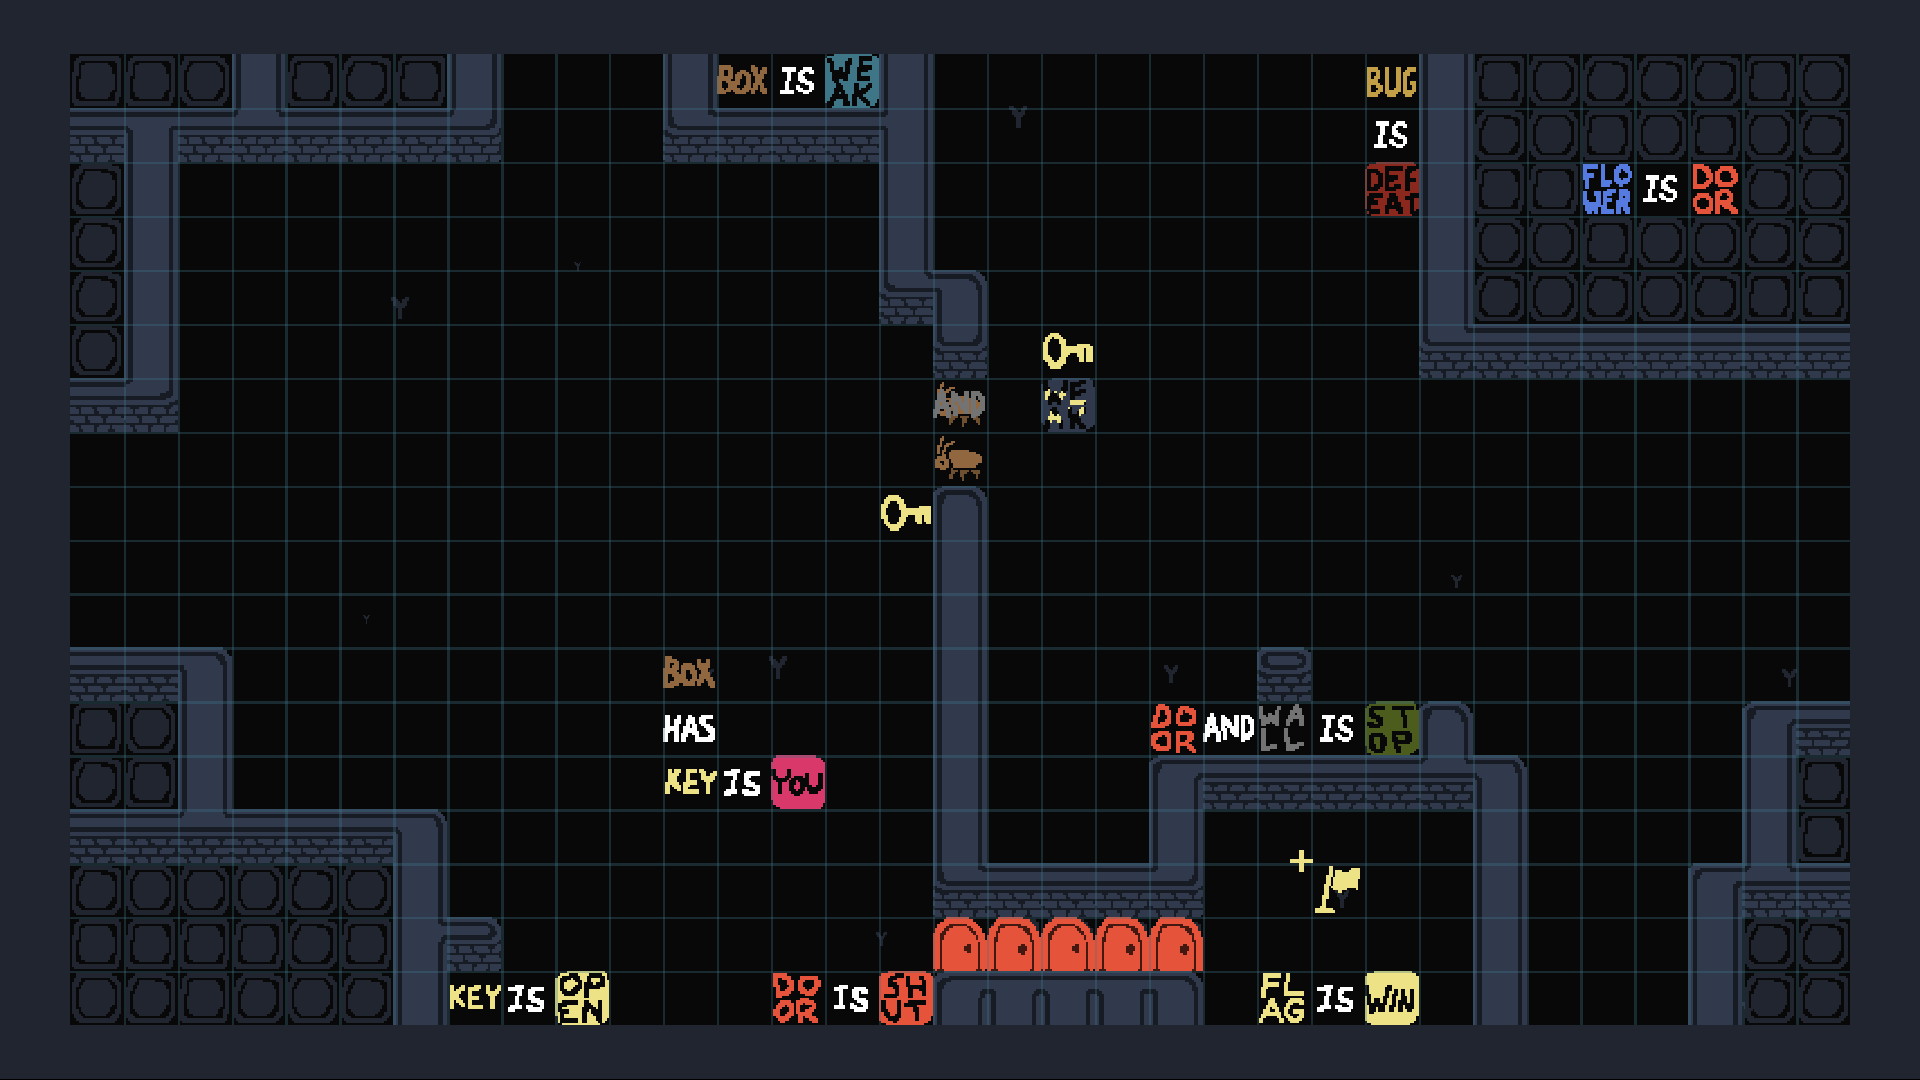 BOX IS WEAK
BUG
IS
DEFEAT
FLOWER IS DOOR
AND
BOX
HAS
KEY IS YOU
DOOR AND WALL IS STOP
KEY IS OPEN
DOOR IS SHUT
FLAG IS WIN